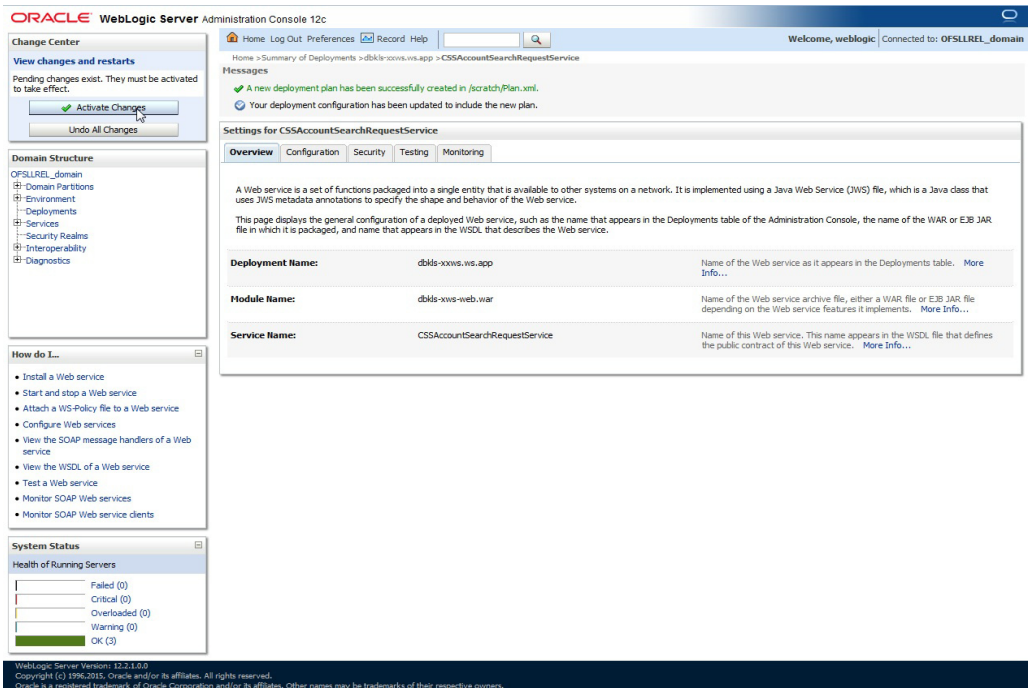 ORACLE WebLogic Server Administration Console 12c
Change Center
View changes and restarts
Pending changes exist. They must be activated
to take effect.
Activate Changes
Undo All Changes
Domain Structure
OFSLLREL_domain
Domain Partitions
Environment
Deployments
Services
Security Realms
Interoperability
Diagnostics
How do I...
Install a Web service
Start and stop a Web service
Attach a WS-Policy file to a Web service
Configure Web services
View the SOAP message handlers of a Web
service
View the WSDL of a Web service
Test a Web service
Monitor SOAP Web services
Monitor SOAP Web service clients
System Status
Health of Running Servers
Failed (0)
Critical (0)
Overloaded (0)
Warning (0)
OK (3)
Home Log Out Preferences Record Help
Welcome, weblogic Connected to: OFSLLREL_domain
Home >Summary of Deployments >dbkls-xxws.ws.app >CSSAccountSearchRequestService
Messages
A new deployment plan has been successfully created in /scratch/Plan.xml.
Your deployment configuration has been updated to include the new plan.
Settings for CSSAccountSearchRequestService
Overview Configuration Security Testing Monitoring
A Web service is a set of functions packaged into a single entity that is available to other systems on a network. It is implemented using a Java Web Service (JWS) file, which is a Java class that
uses JWS metadata annotations to specify the shape and behavior of the Web service.
This page displays the general configuration of a deployed Web service, such as the name that appears in the Deployments table of the Administration Console, the name of the WAR or EJB JAR
file in which it is packaged, and name that appears in the WSDL that describes the Web service.
Deployment Name: dbkls-xxws.ws.app Name of the Web service as it appears in the Deployments table. More
Info...
Module Name: dbkls-xws-web.war Name of the Web service archive file, either a WAR file or EJB JAR file
depending on the Web service features it implements. More Info...
Service Name: CSSAccountSearchRequestService Name of this Web service. This name appears in the WSDL file that defines
the public contract of this Web service. More Info...
WebLogic Server Version: 12.2.1.0.0
Copyright (c) 1996,2015, Oracle and/or its affiliates. All rights reserved.
Oracle is a registered trademark of Oracle Corporation and/or its affiliates. Other names may be trademarks of their respective owners.